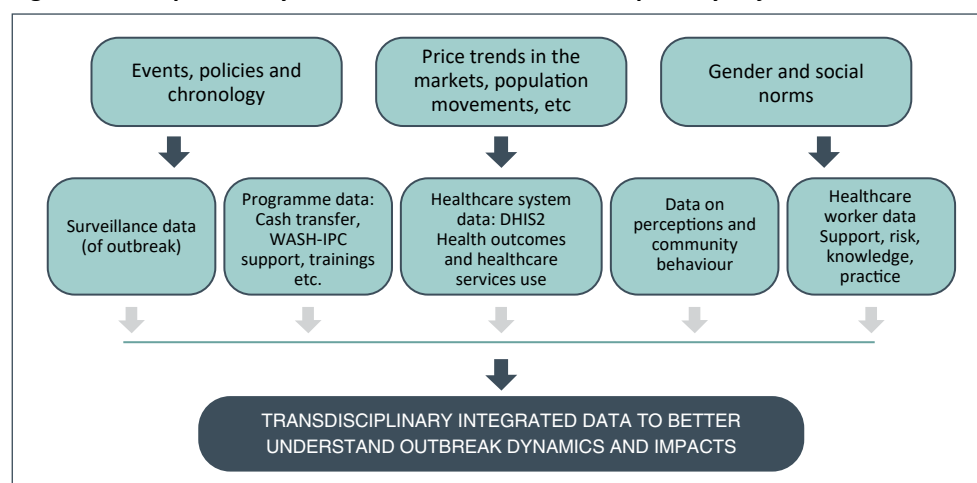 Events, policies and
chronology
Price trends in the
markets, population
movements, etc
Gender and social
norms
Surveillance data
(of outbreak)
Programme data:
Cash transfer,
WASH-IPC
support, trainings
etc.
Healthcare system
data: DHIS2
Health outcomes
and healthcare
services use
Data on
perceptions and
community
behaviour
Healthcare
worker data
Support, risk,
knowledge,
practice
TRANSDISCIPLINARY INTEGRATED DATA TO BETTER
UNDERSTAND OUTBREAK DYNAMICS AND IMPACTS